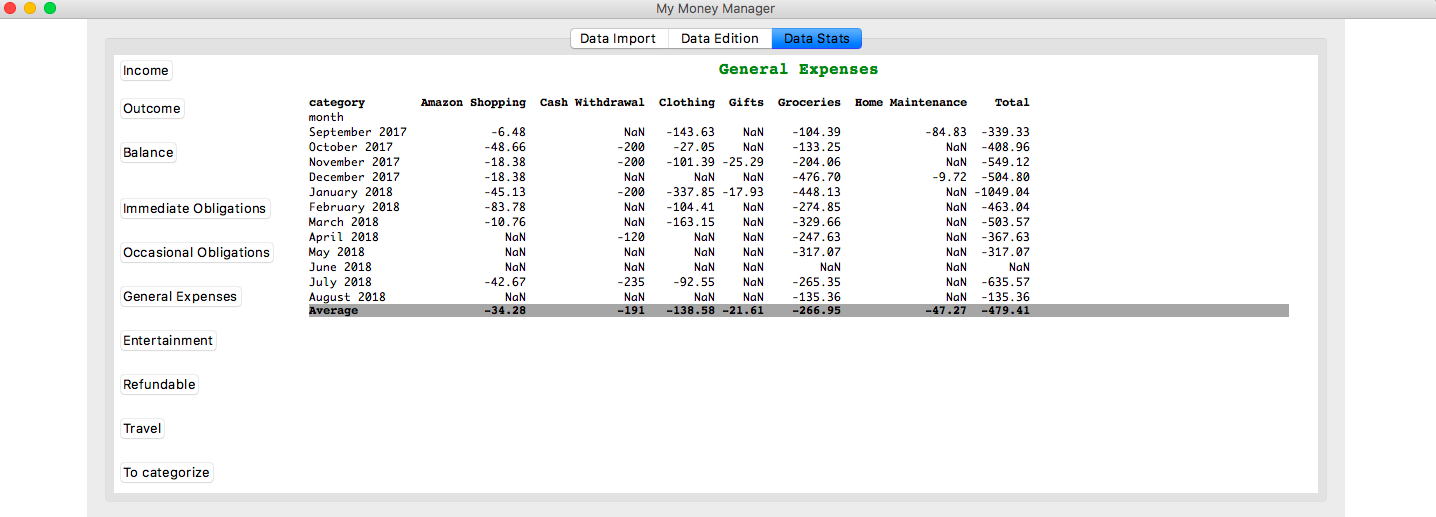 My Money Manager
Data Import Data Edition Data Stats
Income
Outcome
Balance
Immediate Obligations
Occasional Obligations
General Expenses
Entertainment
Refundable
Travel
To categorize
General Expenses
category Amazon Shopping Cash Withdrawal Clothing Gifts Groceries Home Maintenance Total
month
September 2017 -6.48 NaN -143.63 NaN -104.39 -84.83 -339.33
October 2017 -48.66 -200 -27.05 NaN -133.25 NaN -408.96
November 2017 -18.38 -200 -101.39 -25.29 -204.06 NaN -549.12
December 2017 -18.38 NaN NaN NaN -476.70 -9.72 -504.80
January 2018 -45.13 -200 -337.85 -17.93 -448.13 NaN -1049.04
February 2018 -83.78 NaN -104.41 NaN -274.85 NaN -463.04
March 2018 -10.76 NaN -163.15 NaN -329.66 NaN -503.57
April 2018 NaN -120 NaN NaN -247.63 NaN -367.63
May 2018 NaN NaN NaN NaN -317.07 NaN -317.07
June 2018 NaN NaN NaN NaN NaN NaN NaN
July 2018 -42.67 -235 -92.55 NaN -265.35 NaN -635.57
August 2018 NaN NaN NaN NaN -135.36 NaN -135.36
Average -34.28 -191 -138.58 -21.61 -266.95 -47.27 -479.41